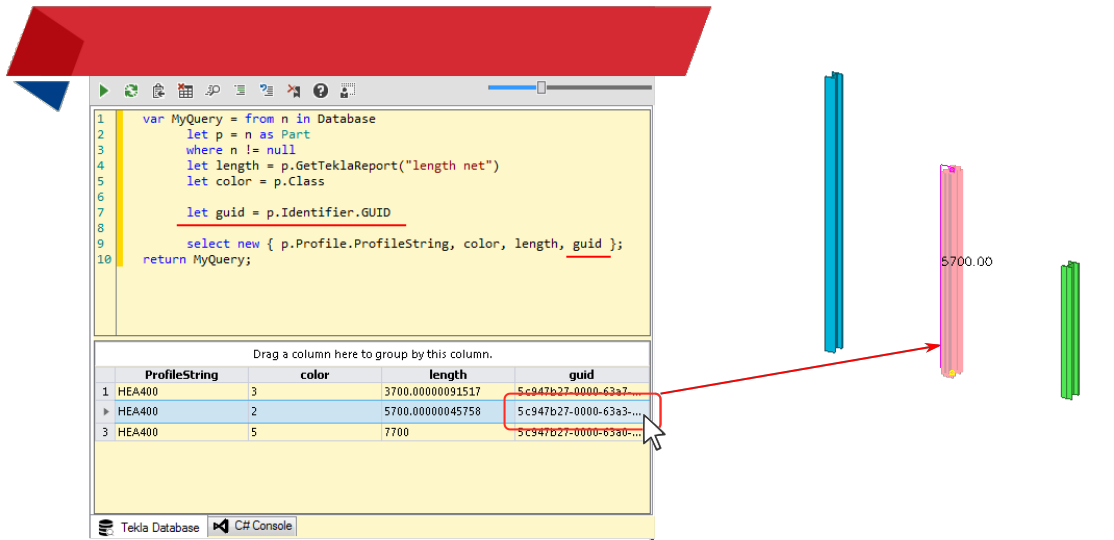 1 var MyQuery = from n in Database
2 let p = n as Part
3 where n != null
4 let length = p.GetTeklaReport("length net")
5 let color = p.Class
6
7 let guid = p.Identifier.GUID
8
9 select new { p.Profile.ProfileString, color, length, guid };
10 return MyQuery;
Drag a column here to group by this column.
ProfileString color length guid
1 HEA400 3 3700.00000091517 5c947b27-0000-63a7-...
HEA400 2 5700.00000045758 5c947b27-0000-63a3-...
3 HEA400 5 7700 5c947b27-0000-63a0-...
Tekla Database C# Console
5700.00